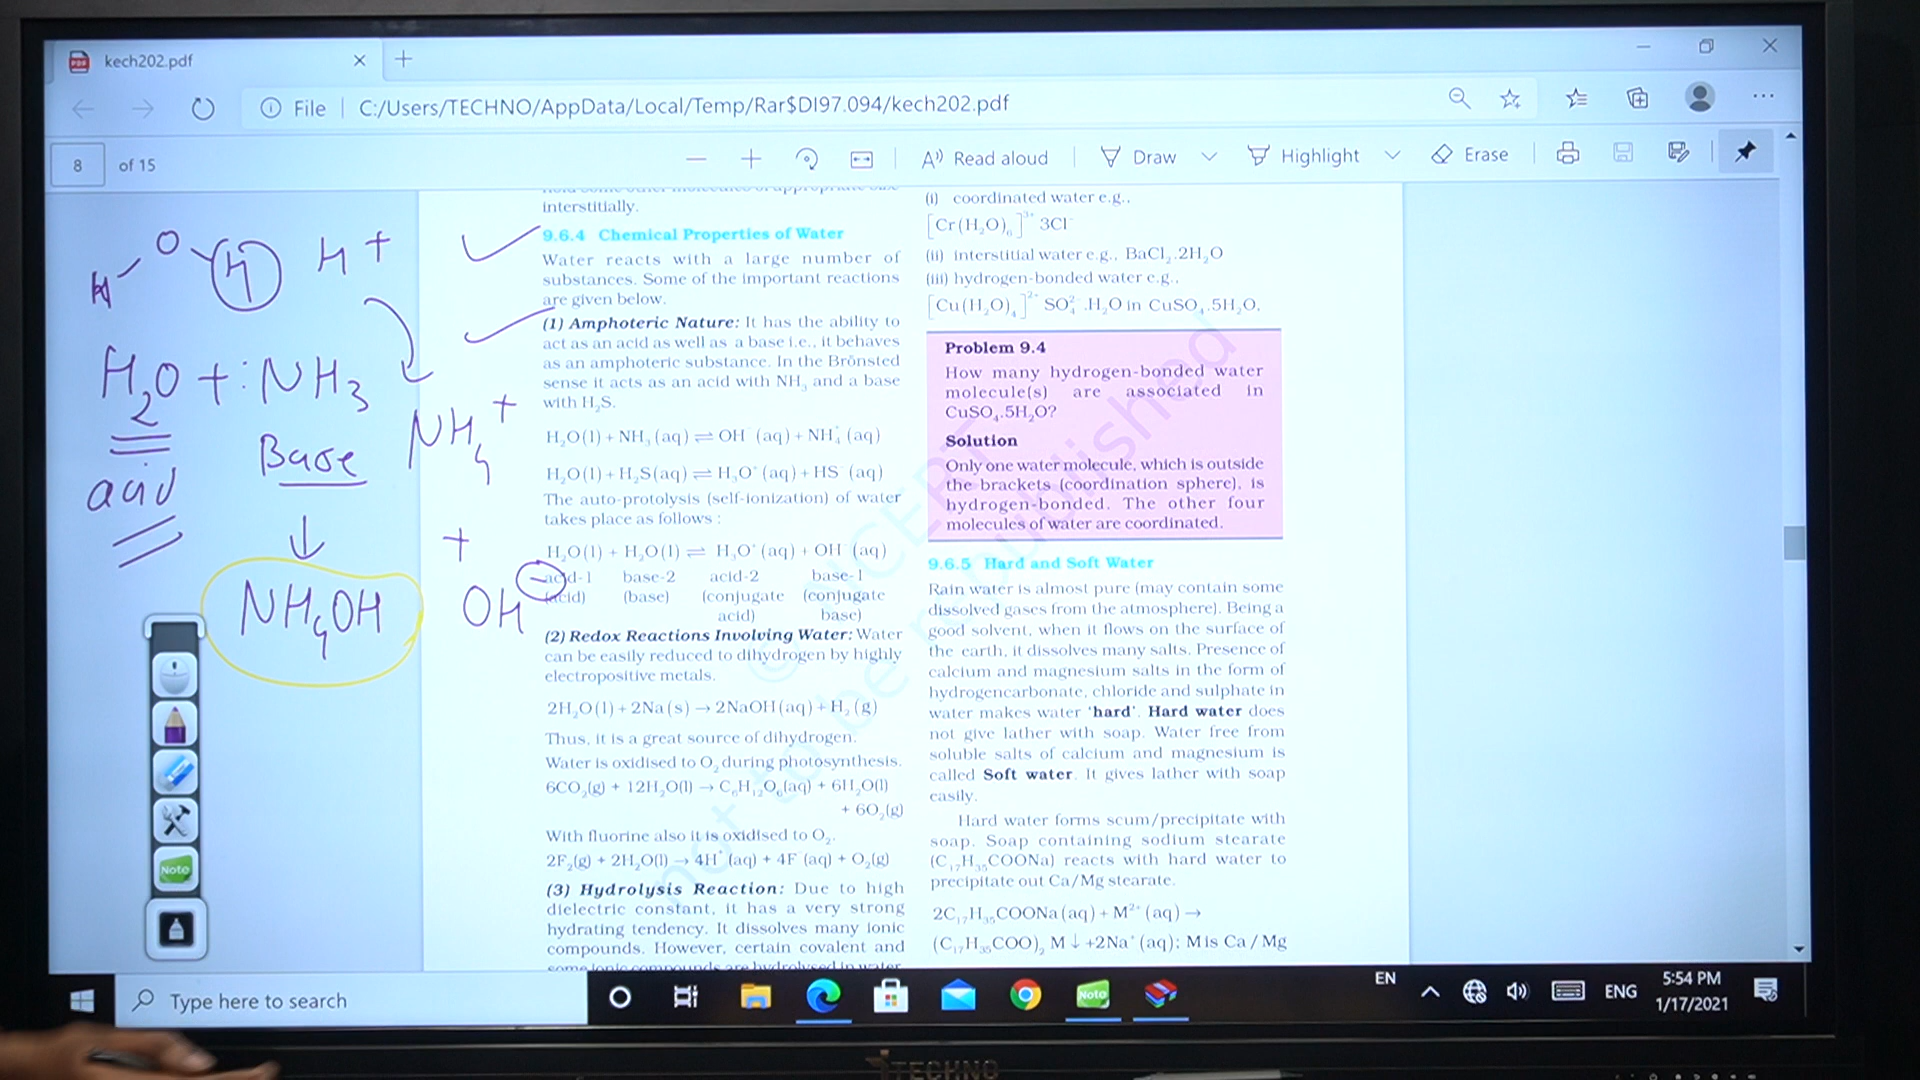 kech202.pdf
File | C:/Users/TECHNO/AppData/Local/Temp/Rar$DI97.094/kech202.pdf
8 of 15
Read aloud Draw Highlight Erase
H O H H+
H₂O + :NH₃
acid
Base
NH₄+
+
NH₄OH
OH−
interstitially.
9.6.4 Chemical Properties of Water
Water reacts with a large number of
substances. Some of the important reactions
are given below.
(1) Amphoteric Nature: It has the ability to
act as an acid as well as a base i.e., it behaves
as an amphoteric substance. In the Brönsted
sense it acts as an acid with NH₃ and a base
with H₂S.
H₂O(l) + NH₃(aq) ⇌ OH⁻(aq) + NH₄⁺(aq)
H₂O(l) + H₂S(aq) ⇌ H₃O⁺(aq) + HS⁻(aq)
The auto-protolysis (self-ionization) of water
takes place as follows :
H₂O(l) + H₂O(l) ⇌ H₃O⁺(aq) + OH⁻(aq)
acid-1 base-2 acid-2 base-1
(acid) (base) (conjugate (conjugate
acid) base)
(2) Redox Reactions Involving Water: Water
can be easily reduced to dihydrogen by highly
electropositive metals.
2H₂O(l) + 2Na(s) → 2NaOH(aq) + H₂(g)
Thus, it is a great source of dihydrogen.
Water is oxidised to O₂ during photosynthesis.
6CO₂(g) + 12H₂O(l) → C₆H₁₂O₆(aq) + 6H₂O(l)
+ 6O₂(g)
With fluorine also it is oxidised to O₂.
2F₂(g) + 2H₂O(l) → 4H⁺(aq) + 4F⁻(aq) + O₂(g)
(3) Hydrolysis Reaction: Due to high
dielectric constant, it has a very strong
hydrating tendency. It dissolves many ionic
compounds. However, certain covalent and
some ionic compounds are hydrolysed in water.
(i) coordinated water e.g.,
[Cr(H₂O)₆]³⁺ 3Cl⁻
(ii) interstitial water e.g., BaCl₂.2H₂O
(iii) hydrogen-bonded water e.g.,
[Cu(H₂O)₄]²⁺ SO₄²⁻.H₂O in CuSO₄.5H₂O,
Problem 9.4
How many hydrogen-bonded water
molecule(s) are associated in
CuSO₄.5H₂O?
Solution
Only one water molecule, which is outside
the brackets (coordination sphere), is
hydrogen-bonded. The other four
molecules of water are coordinated.
9.6.5 Hard and Soft Water
Rain water is almost pure (may contain some
dissolved gases from the atmosphere). Being a
good solvent, when it flows on the surface of
the earth, it dissolves many salts. Presence of
calcium and magnesium salts in the form of
hydrogencarbonate, chloride and sulphate in
water makes water 'hard'. Hard water does
not give lather with soap. Water free from
soluble salts of calcium and magnesium is
called Soft water. It gives lather with soap
easily.
Hard water forms scum/precipitate with
soap. Soap containing sodium stearate
(C₁₇H₃₅COONa) reacts with hard water to
precipitate out Ca/Mg stearate.
2C₁₇H₃₅COONa(aq) + M²⁺(aq) →
(C₁₇H₃₅COO)₂M↓ +2Na⁺(aq); M is Ca/Mg
© NCERT
not to be republished
Note
Type here to search
Note
EN
ENG
5:54 PM
1/17/2021
TECHNO